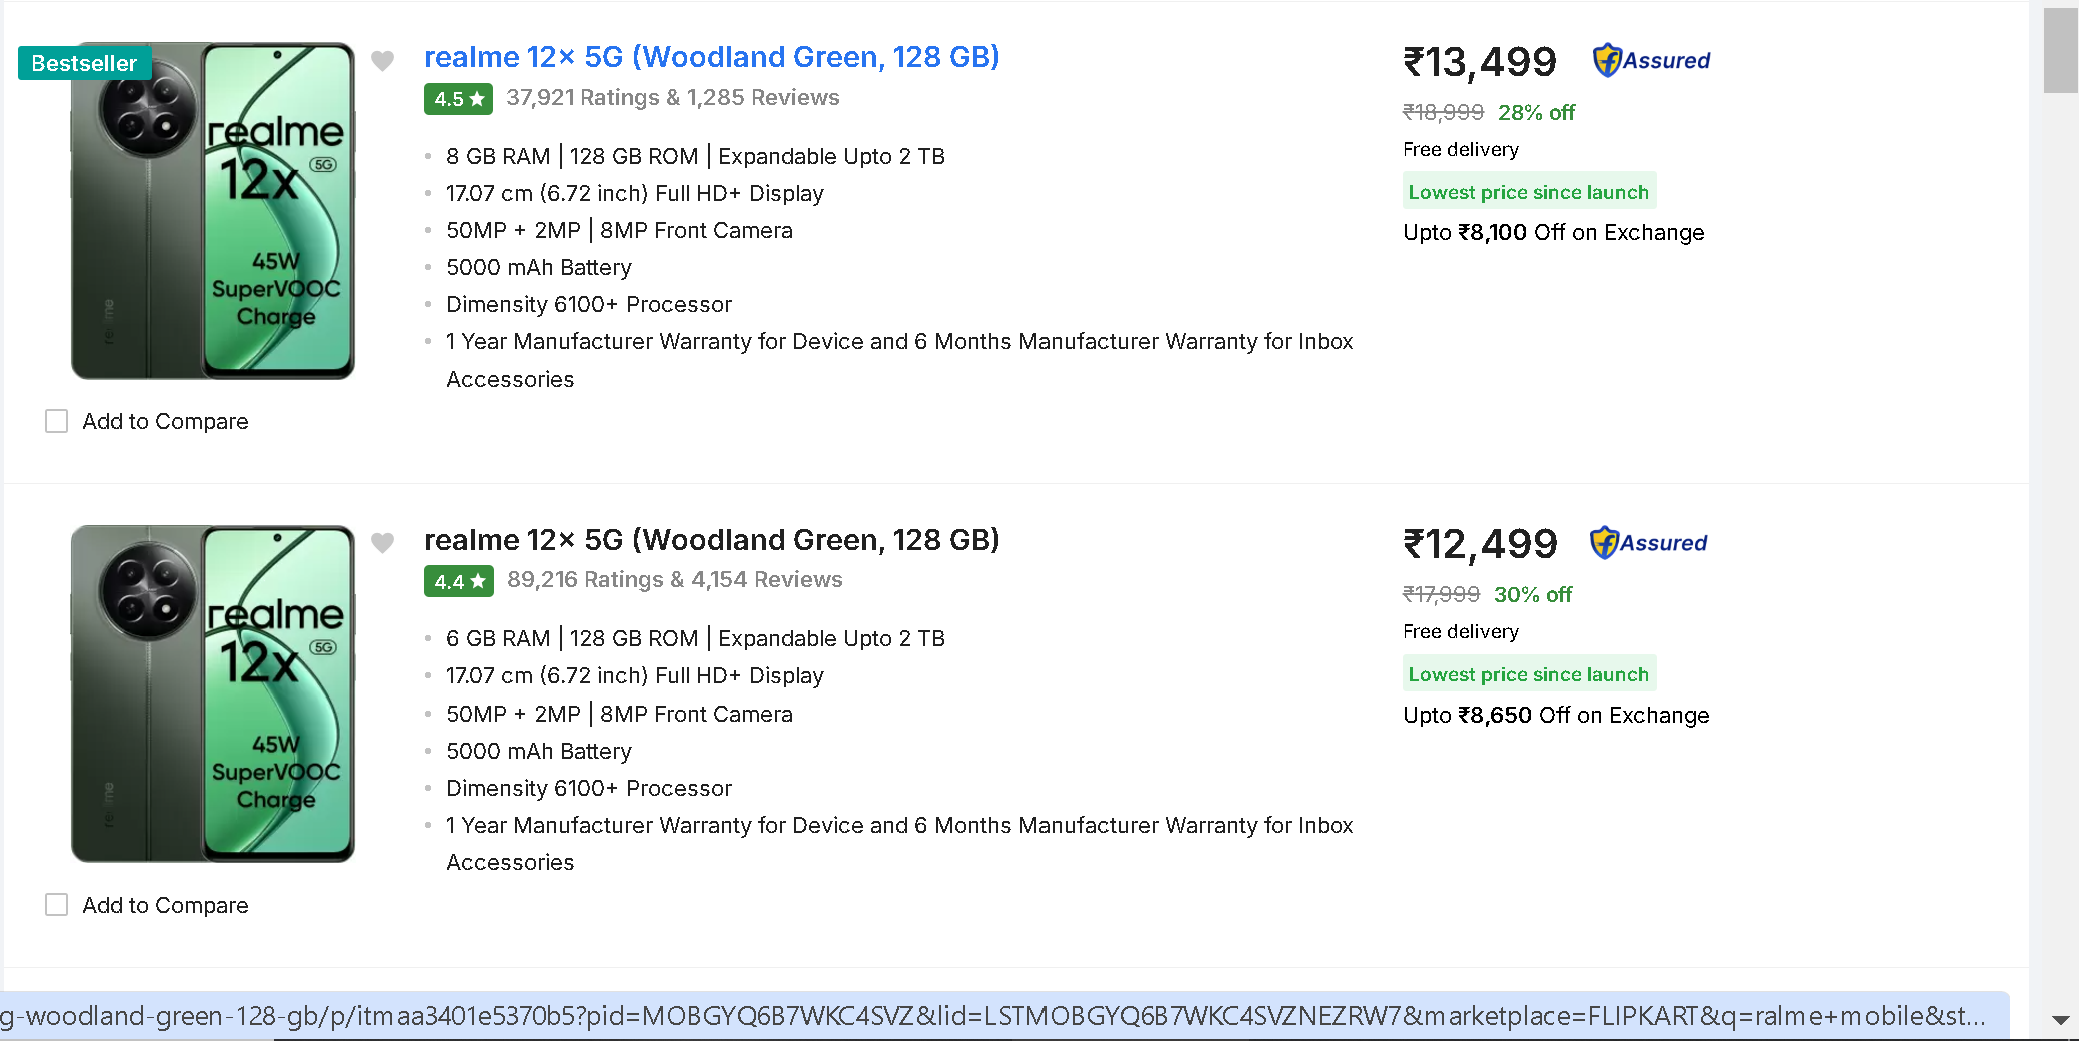 Bestseller
realme
12x 5G
45W
SuperVOOC
Charge
realme
Add to Compare
realme 12x 5G (Woodland Green, 128 GB)
4.5 ★ 37,921 Ratings & 1,285 Reviews
8 GB RAM | 128 GB ROM | Expandable Upto 2 TB
17.07 cm (6.72 inch) Full HD+ Display
50MP + 2MP | 8MP Front Camera
5000 mAh Battery
Dimensity 6100+ Processor
1 Year Manufacturer Warranty for Device and 6 Months Manufacturer Warranty for Inbox
Accessories
₹13,499 Assured
₹18,999 28% off
Free delivery
Lowest price since launch
Upto ₹8,100 Off on Exchange
realme
12x 5G
45W
SuperVOOC
Charge
realme
Add to Compare
realme 12x 5G (Woodland Green, 128 GB)
4.4 ★ 89,216 Ratings & 4,154 Reviews
6 GB RAM | 128 GB ROM | Expandable Upto 2 TB
17.07 cm (6.72 inch) Full HD+ Display
50MP + 2MP | 8MP Front Camera
5000 mAh Battery
Dimensity 6100+ Processor
1 Year Manufacturer Warranty for Device and 6 Months Manufacturer Warranty for Inbox
Accessories
₹12,499 Assured
₹17,999 30% off
Free delivery
Lowest price since launch
Upto ₹8,650 Off on Exchange
g-woodland-green-128-gb/p/itmaa3401e5370b5?pid=MOBGYQ6B7WKC4SVZ&lid=LSTMOBGYQ6B7WKC4SVZNEZRW7&marketplace=FLIPKART&q=ralme+mobile&st...